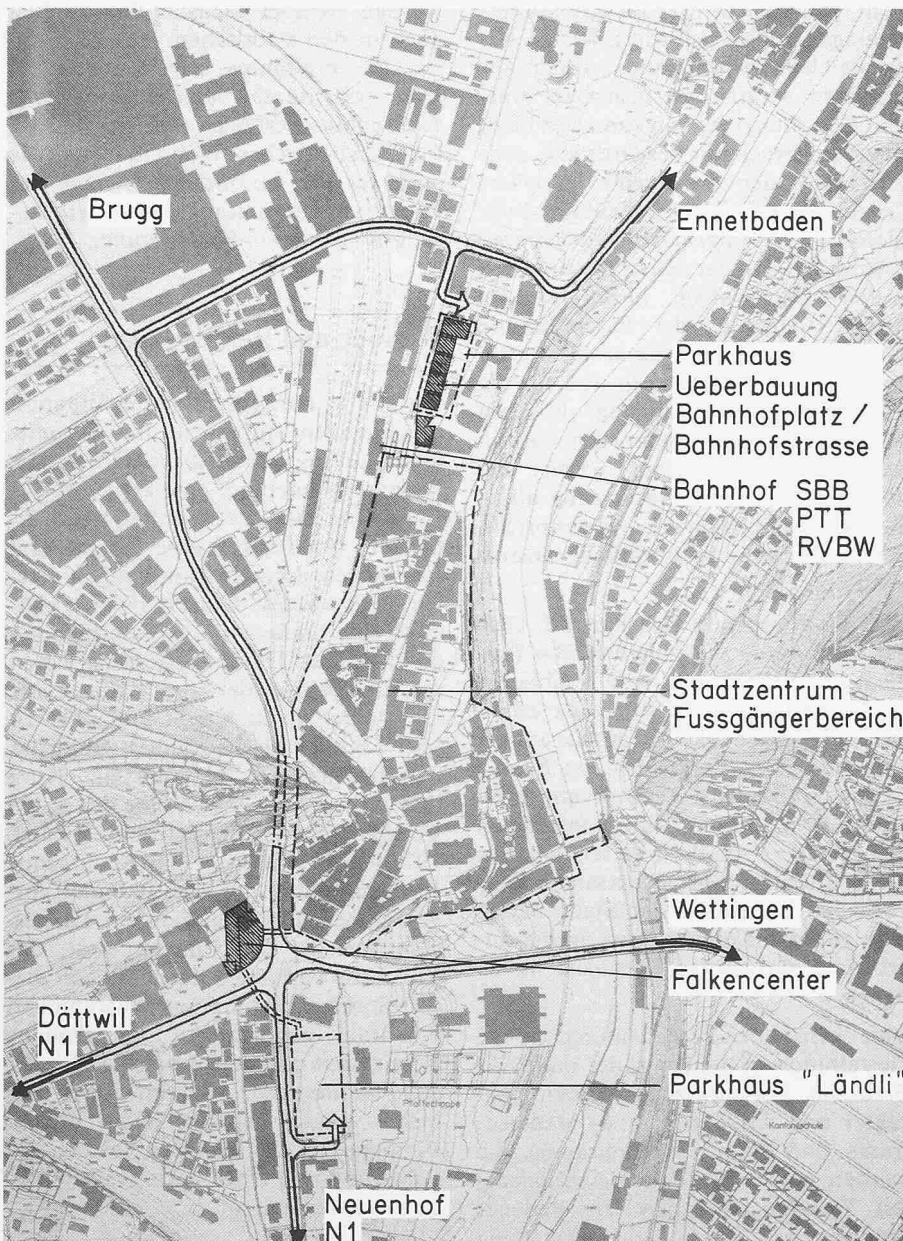 Brugg
Ennetbaden
Parkhaus
Ueberbauung
Bahnhofplatz /
Bahnhofstrasse
Bahnhof SBB
PTT
RVBW
Stadtzentrum
Fussgängerbereich
Wettingen
Falkencenter
Dättwil
N1
Parkhaus "Ländli"
Kantonsschule
Neuenhof
N1